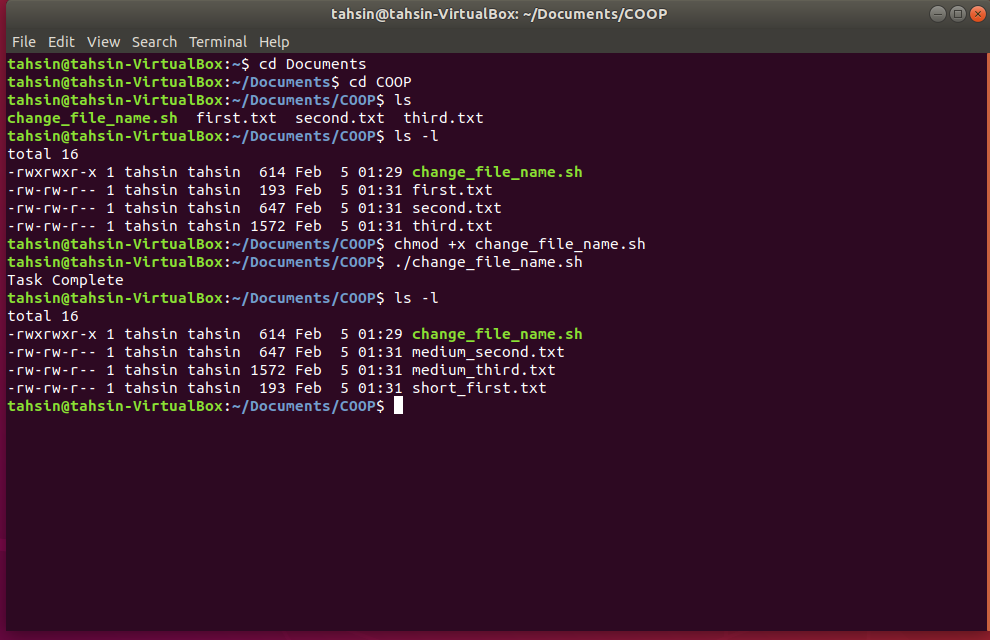 tahsin@tahsin-VirtualBox: ~/Documents/COOP
File Edit View Search Terminal Help
tahsin@tahsin-VirtualBox:~$ cd Documents
tahsin@tahsin-VirtualBox:~/Documents$ cd COOP
tahsin@tahsin-VirtualBox:~/Documents/COOP$ ls
change_file_name.sh  first.txt  second.txt  third.txt
tahsin@tahsin-VirtualBox:~/Documents/COOP$ ls -l
total 16
-rwxrwxr-x 1 tahsin tahsin  614 Feb  5 01:29 change_file_name.sh
-rw-rw-r-- 1 tahsin tahsin  193 Feb  5 01:31 first.txt
-rw-rw-r-- 1 tahsin tahsin  647 Feb  5 01:31 second.txt
-rw-rw-r-- 1 tahsin tahsin 1572 Feb  5 01:31 third.txt
tahsin@tahsin-VirtualBox:~/Documents/COOP$ chmod +x change_file_name.sh
tahsin@tahsin-VirtualBox:~/Documents/COOP$ ./change_file_name.sh
Task Complete
tahsin@tahsin-VirtualBox:~/Documents/COOP$ ls -l
total 16
-rwxrwxr-x 1 tahsin tahsin  614 Feb  5 01:29 change_file_name.sh
-rw-rw-r-- 1 tahsin tahsin  647 Feb  5 01:31 medium_second.txt
-rw-rw-r-- 1 tahsin tahsin 1572 Feb  5 01:31 medium_third.txt
-rw-rw-r-- 1 tahsin tahsin  193 Feb  5 01:31 short_first.txt
tahsin@tahsin-VirtualBox:~/Documents/COOP$